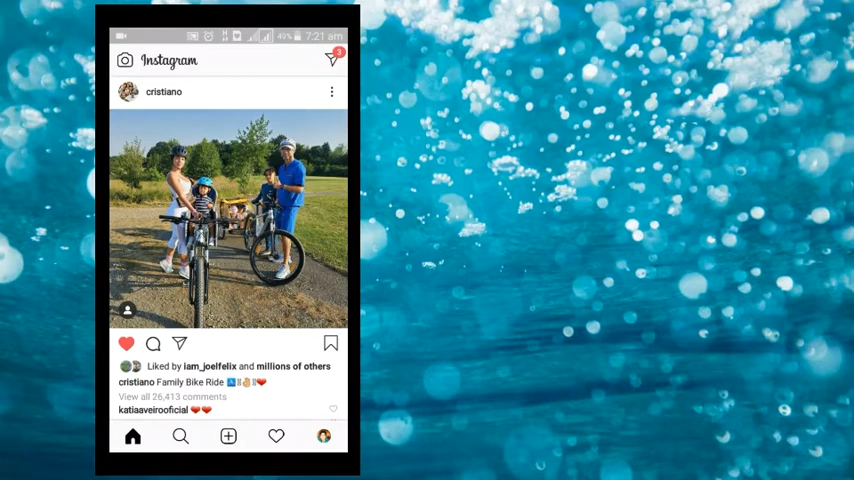 49% 7:21 am
Instagram
3
cristiano
Liked by iam_joelfelix and millions of others
cristiano Family Bike Ride
View all 26,413 comments
katiaaveirooficial